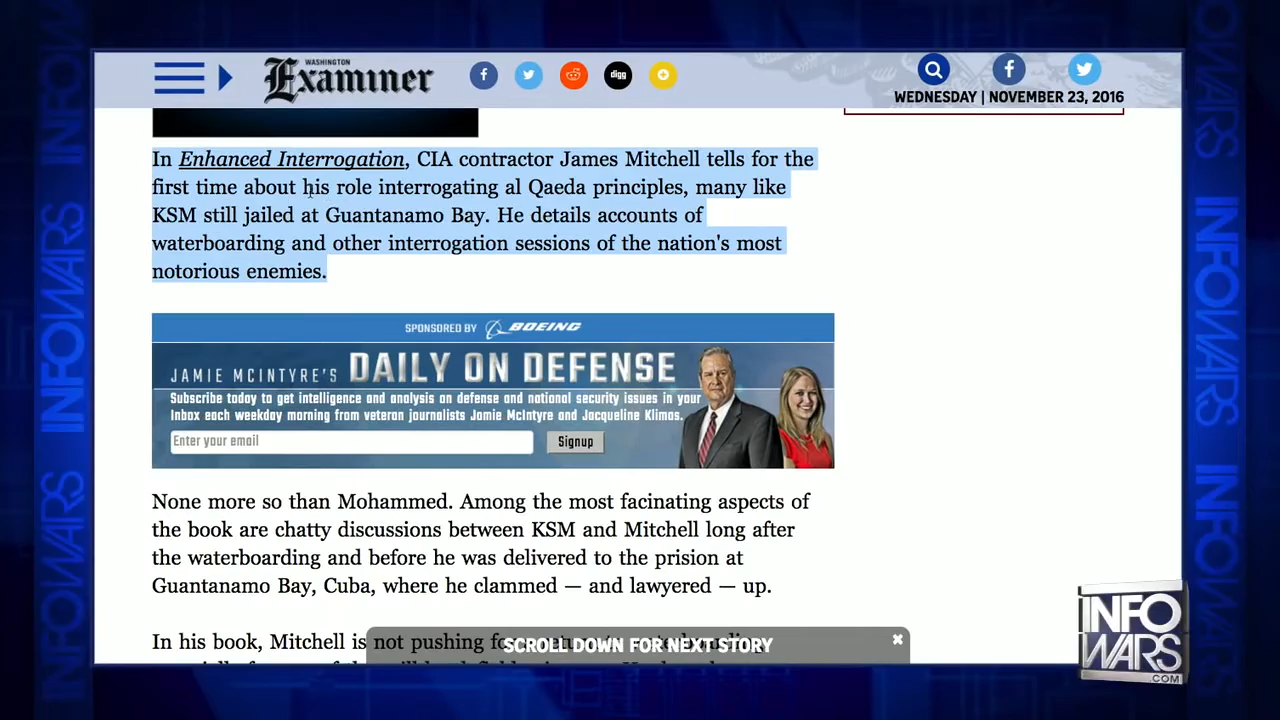 WASHINGTON
Examiner
digg
WEDNESDAY | NOVEMBER 23, 2016
In Enhanced Interrogation, CIA contractor James Mitchell tells for the
first time about his role interrogating al Qaeda principles, many like
KSM still jailed at Guantanamo Bay. He details accounts of
waterboarding and other interrogation sessions of the nation's most
notorious enemies.
SPONSORED BY BOEING
JAMIE MCINTYRE'S DAILY ON DEFENSE
Subscribe today to get intelligence and analysis on defense and national security issues in your
Inbox each weekday morning from veteran journalists Jamie McIntyre and Jacqueline Klimas.
Enter your email
Signup
None more so than Mohammed. Among the most facinating aspects of
the book are chatty discussions between KSM and Mitchell long after
the waterboarding and before he was delivered to the prision at
Guantanamo Bay, Cuba, where he clammed — and lawyered — up.
In his book, Mitchell is not pushing
SCROLL DOWN FOR NEXT STORY
INFOWARS
INFOWARS
INFOWARS
INFOWARS
INFO
WARS
.COM